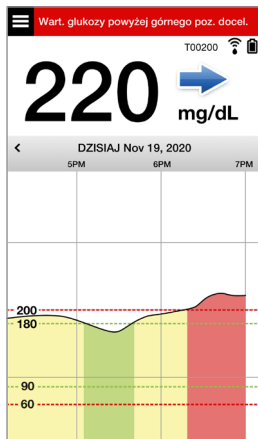 Wart. glukozy powyżej górnego poz. docel.
T00200
220
mg/dL
DZISIAJ Nov 19, 2020
5PM 6PM 7PM
200
180
90
60